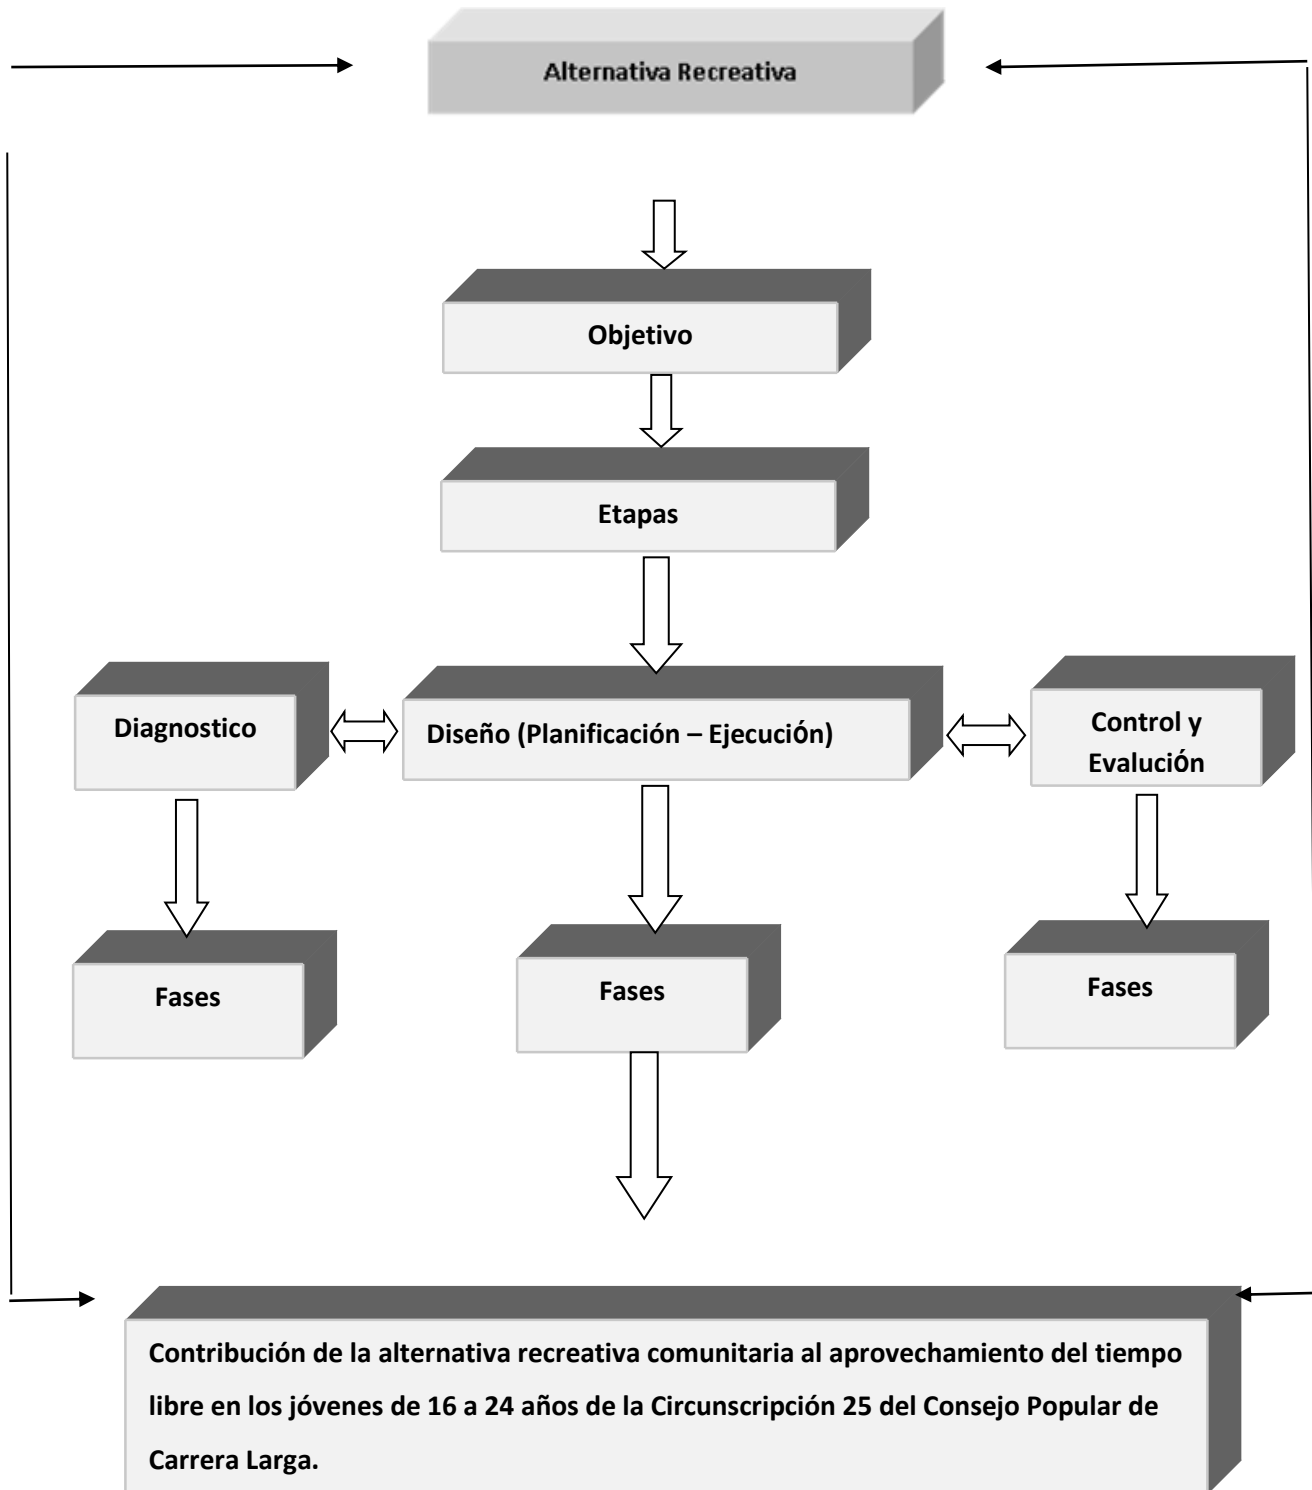 Alternativa Recreativa
Objetivo
Etapas
Diagnostico
Diseño (Planificación – Ejecución)
Control y
Evalución
Fases
Fases
Fases
Contribución de la alternativa recreativa comunitaria al aprovechamiento del tiempo
libre en los jóvenes de 16 a 24 años de la Circunscripción 25 del Consejo Popular de
Carrera Larga.